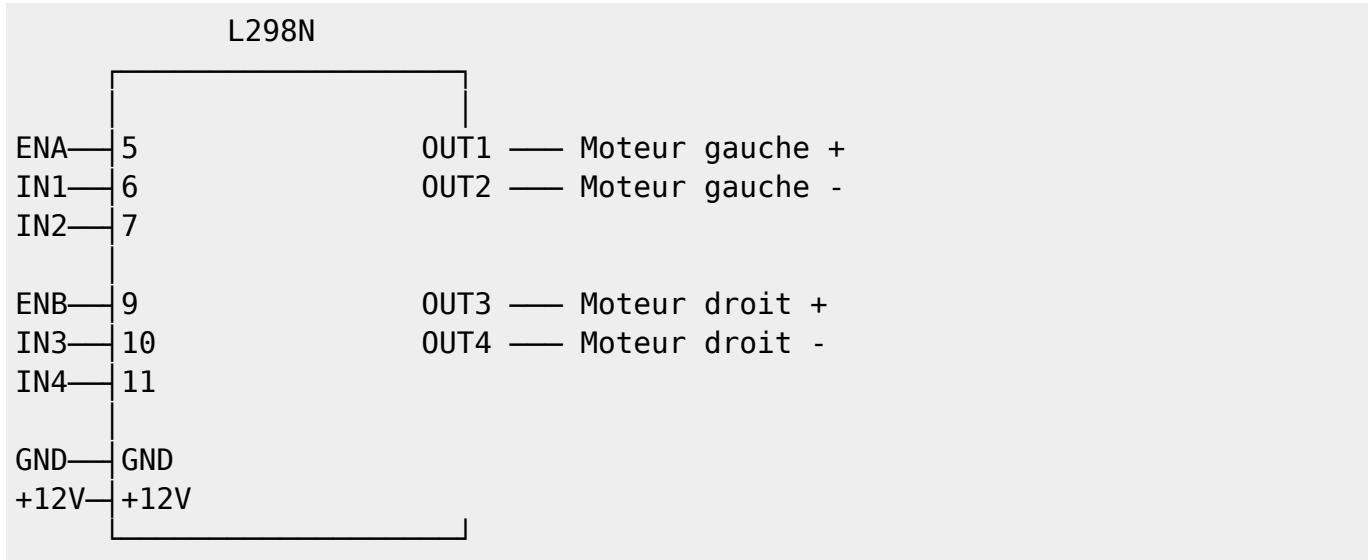 L298N
ENA 5 OUT1 ── Moteur gauche +
IN1 6 OUT2 ── Moteur gauche -
IN2 7
ENB 9 OUT3 ── Moteur droit +
IN3 10 OUT4 ── Moteur droit -
IN4 11
GND GND
+12V +12V